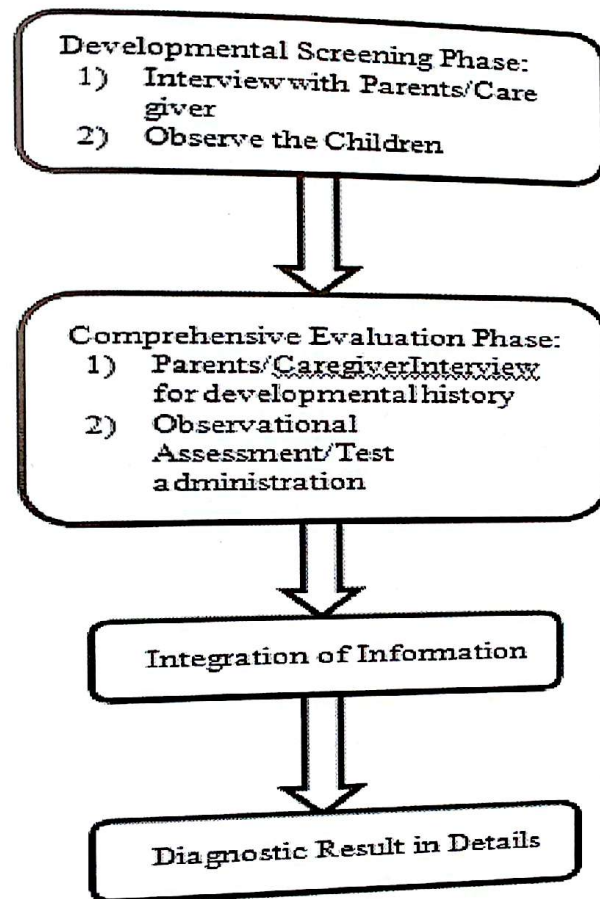 Developmental Screening Phase:
1) Interview with Parents/Care
giver
2) Observe the Children
Comprehensive Evaluation Phase:
1) Parents/CaregiverInterview
for developmental history
2) Observational
Assessment/Test
administration
Integration of Information
Diagnostic Result in Details